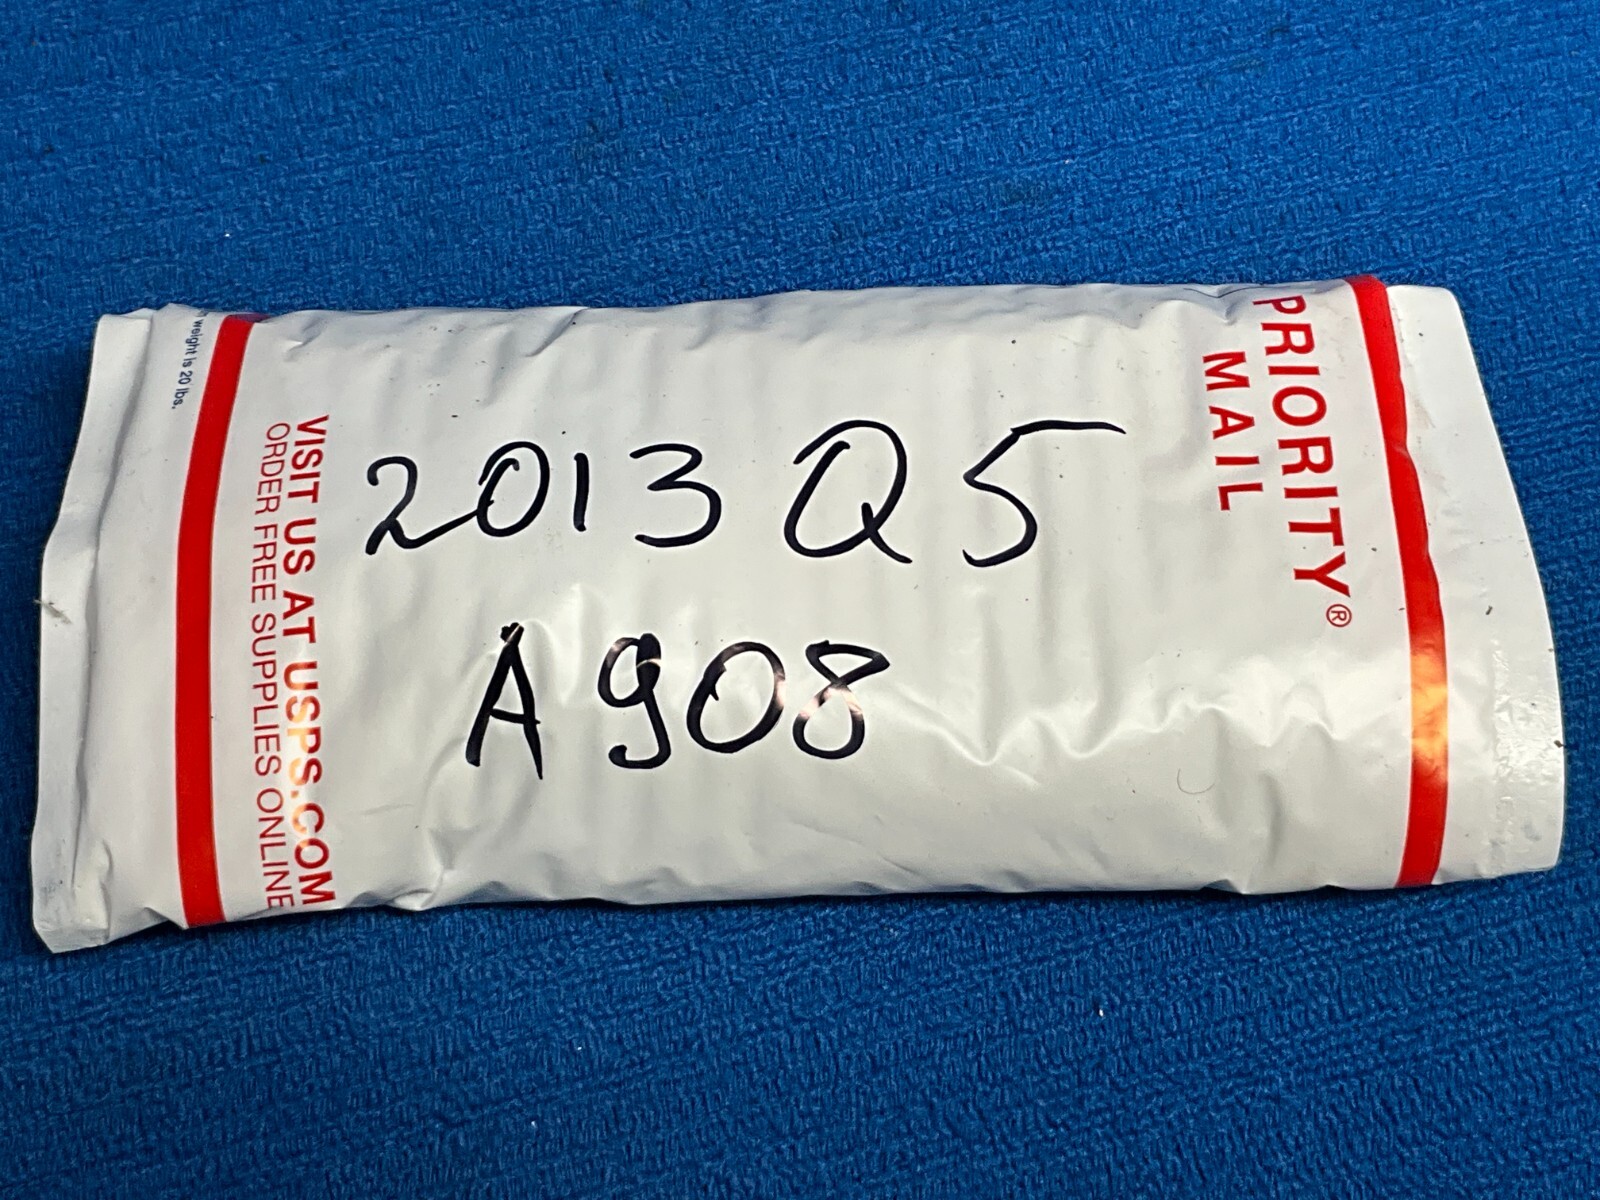 weight is 20 lbs.
VISIT US AT USPS.COM
ORDER FREE SUPPLIES ONLINE
2013 Q5
A908
PRIORITY®
MAIL